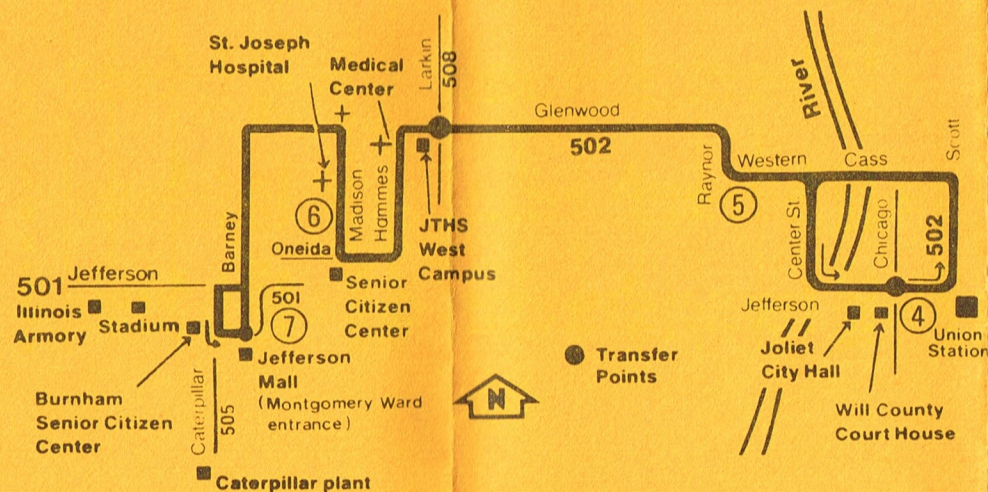 St. Joseph
Hospital
Medical
Center
Larkin
508
Glenwood
502
River
Scott
Raynor
Western
Cass
5
Center St.
Chicago
502
Madison
Hammes
6
Oneida
JTHS
West
Campus
Barney
501
Jefferson
Illinois
Armory
Stadium
501
7
Senior
Citizen
Center
Jefferson
Mall
(Montgomery Ward
entrance)
Burnham
Senior Citizen
Center
Caterpillar
505
Caterpillar plant
N
Transfer
Points
Jefferson
4
Union
Station
Joliet
City Hall
Will County
Court House